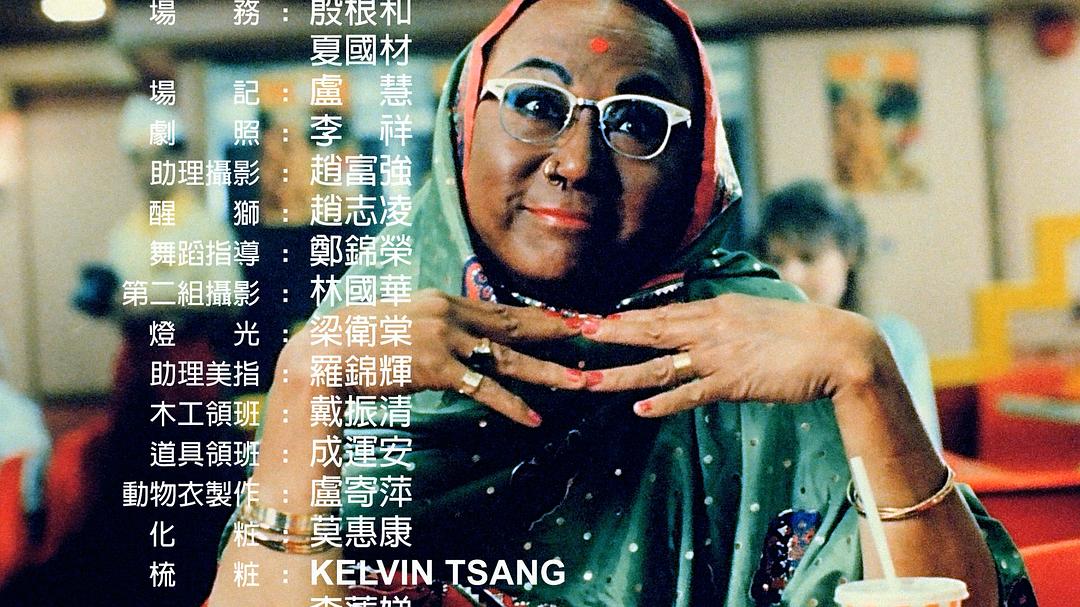 場務：殷根和
夏國材
場記：盧慧
劇照：李祥
助理攝影：趙富強
醒獅：趙志凌
舞蹈指導：鄭錦榮
第二組攝影：林國華
燈光：梁衛棠
助理美指：羅錦輝
木工領班：戴振清
道具領班：成運安
動物衣製作：盧寄萍
化粧：莫惠康
梳粧：KELVIN TSANG